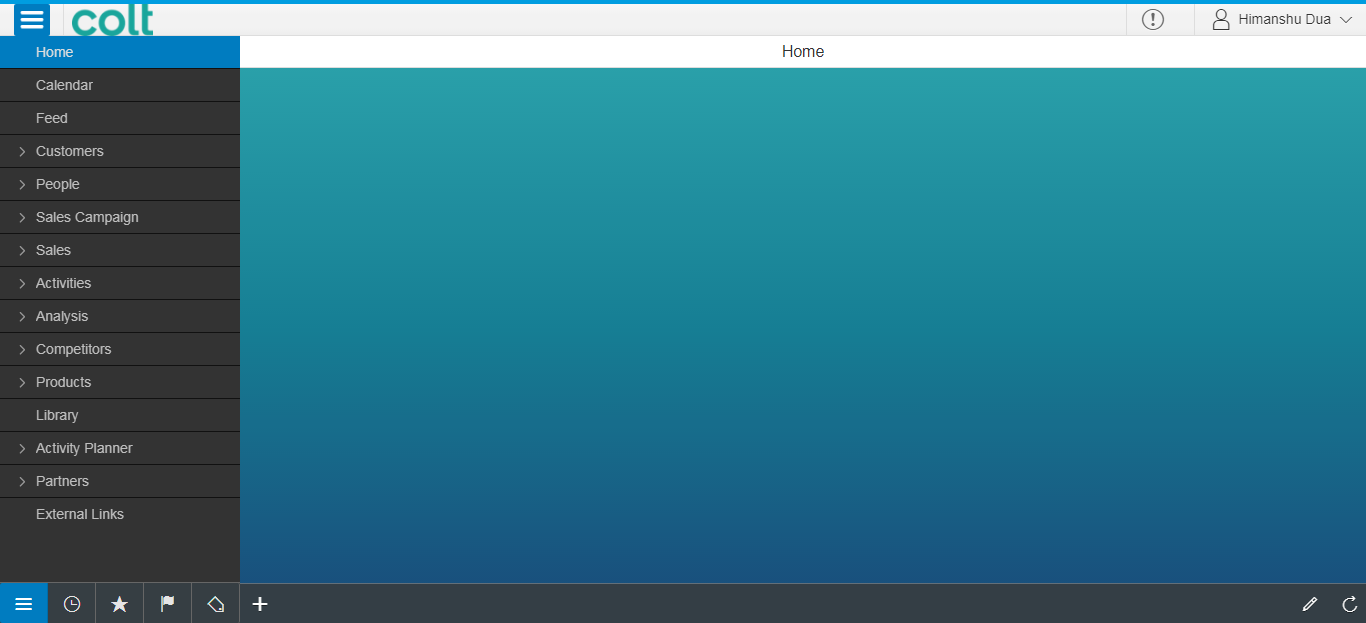 colt
Himanshu Dua
Home
Home
Calendar
Feed
Customers
People
Sales Campaign
Sales
Activities
Analysis
Competitors
Products
Library
Activity Planner
Partners
External Links